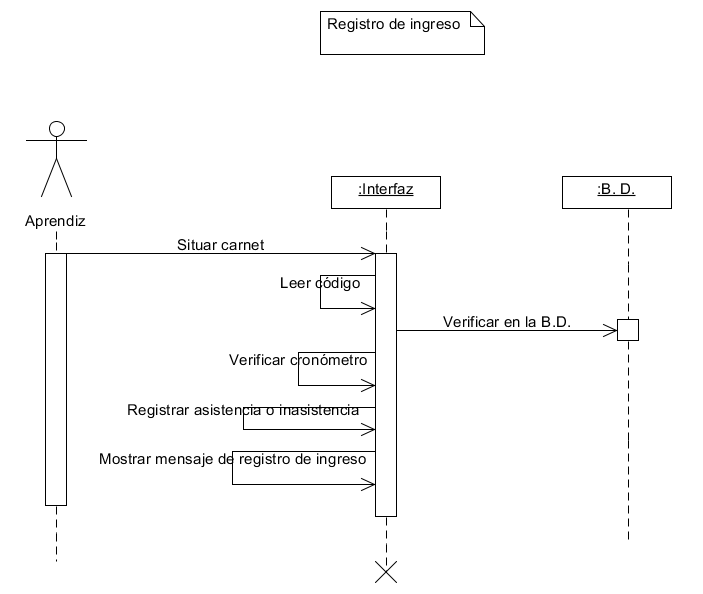 Registro de ingreso
:Interfaz
:B. D.
Aprendiz
Situar carnet
Leer código
Verificar en la B.D.
Verificar cronómetro
Registrar asistencia o inasistencia
Mostrar mensaje de registro de ingreso